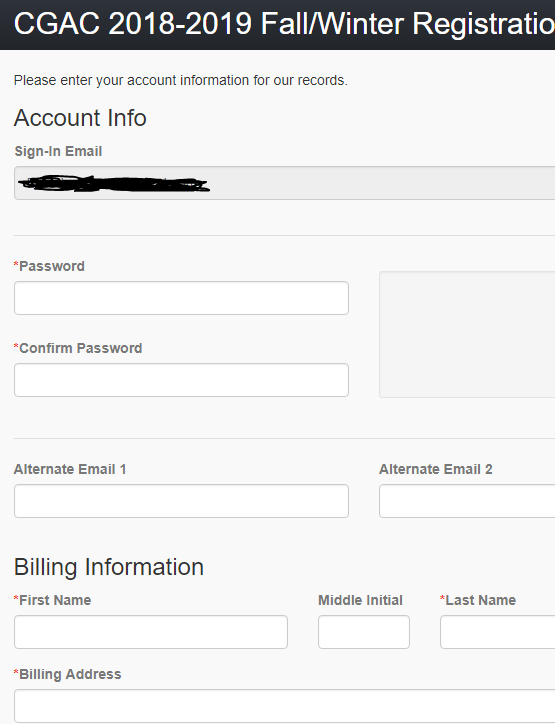 CGAC 2018-2019 Fall/Winter Registratio
Please enter your account information for our records.
Account Info
Sign-In Email
*Password
*Confirm Password
Alternate Email 1 Alternate Email 2
Billing Information
*First Name Middle Initial *Last Name
*Billing Address